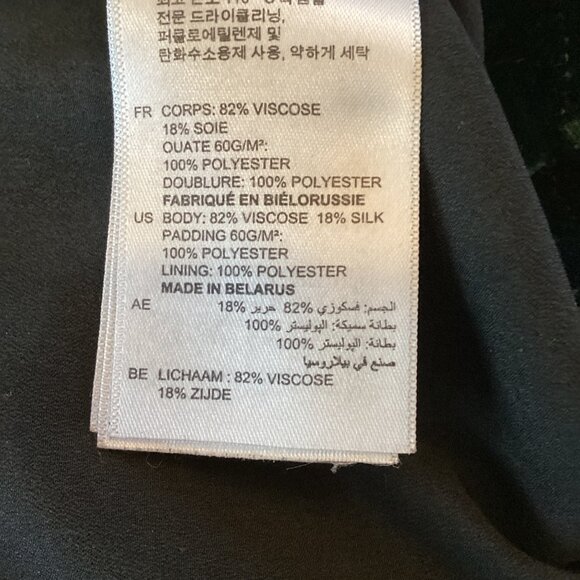 전문 드라이클리닝,
퍼클로에틸렌제 및
탄화수소용제 사용, 약하게 세탁
FR CORPS: 82% VISCOSE
18% SOIE
OUATE 60G/M²:
100% POLYESTER
DOUBLURE: 100% POLYESTER
FABRIQUÉ EN BIÉLORUSSIE
US BODY: 82% VISCOSE 18% SILK
PADDING 60G/M²:
100% POLYESTER
LINING: 100% POLYESTER
MADE IN BELARUS
AE الجسم: فسكوزي 82% حرير 18%
بطانة سميكة: البوليستر 100%
بطانة: البوليستر 100%
صنع في بيلاروسيا
BE LICHAAM : 82% VISCOSE
18% ZIJDE